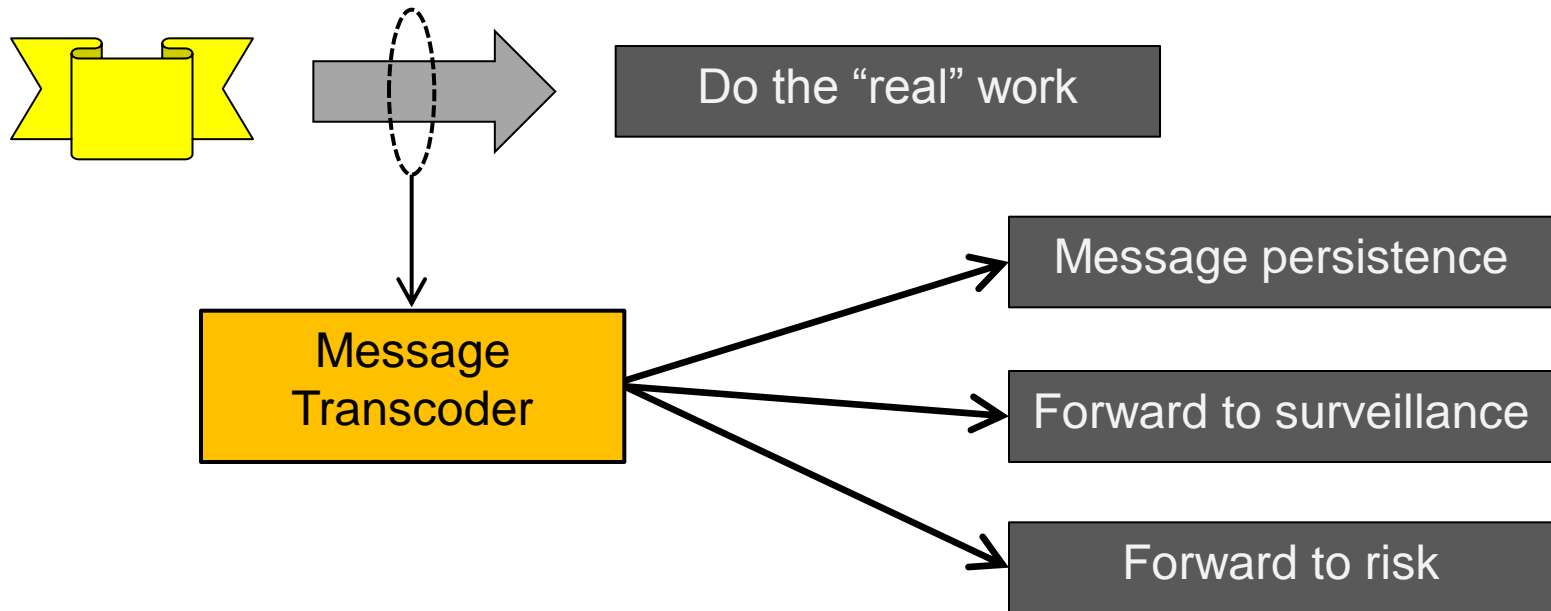 Do the “real” work
Message persistence
Message
Transcoder
Forward to surveillance
Forward to risk